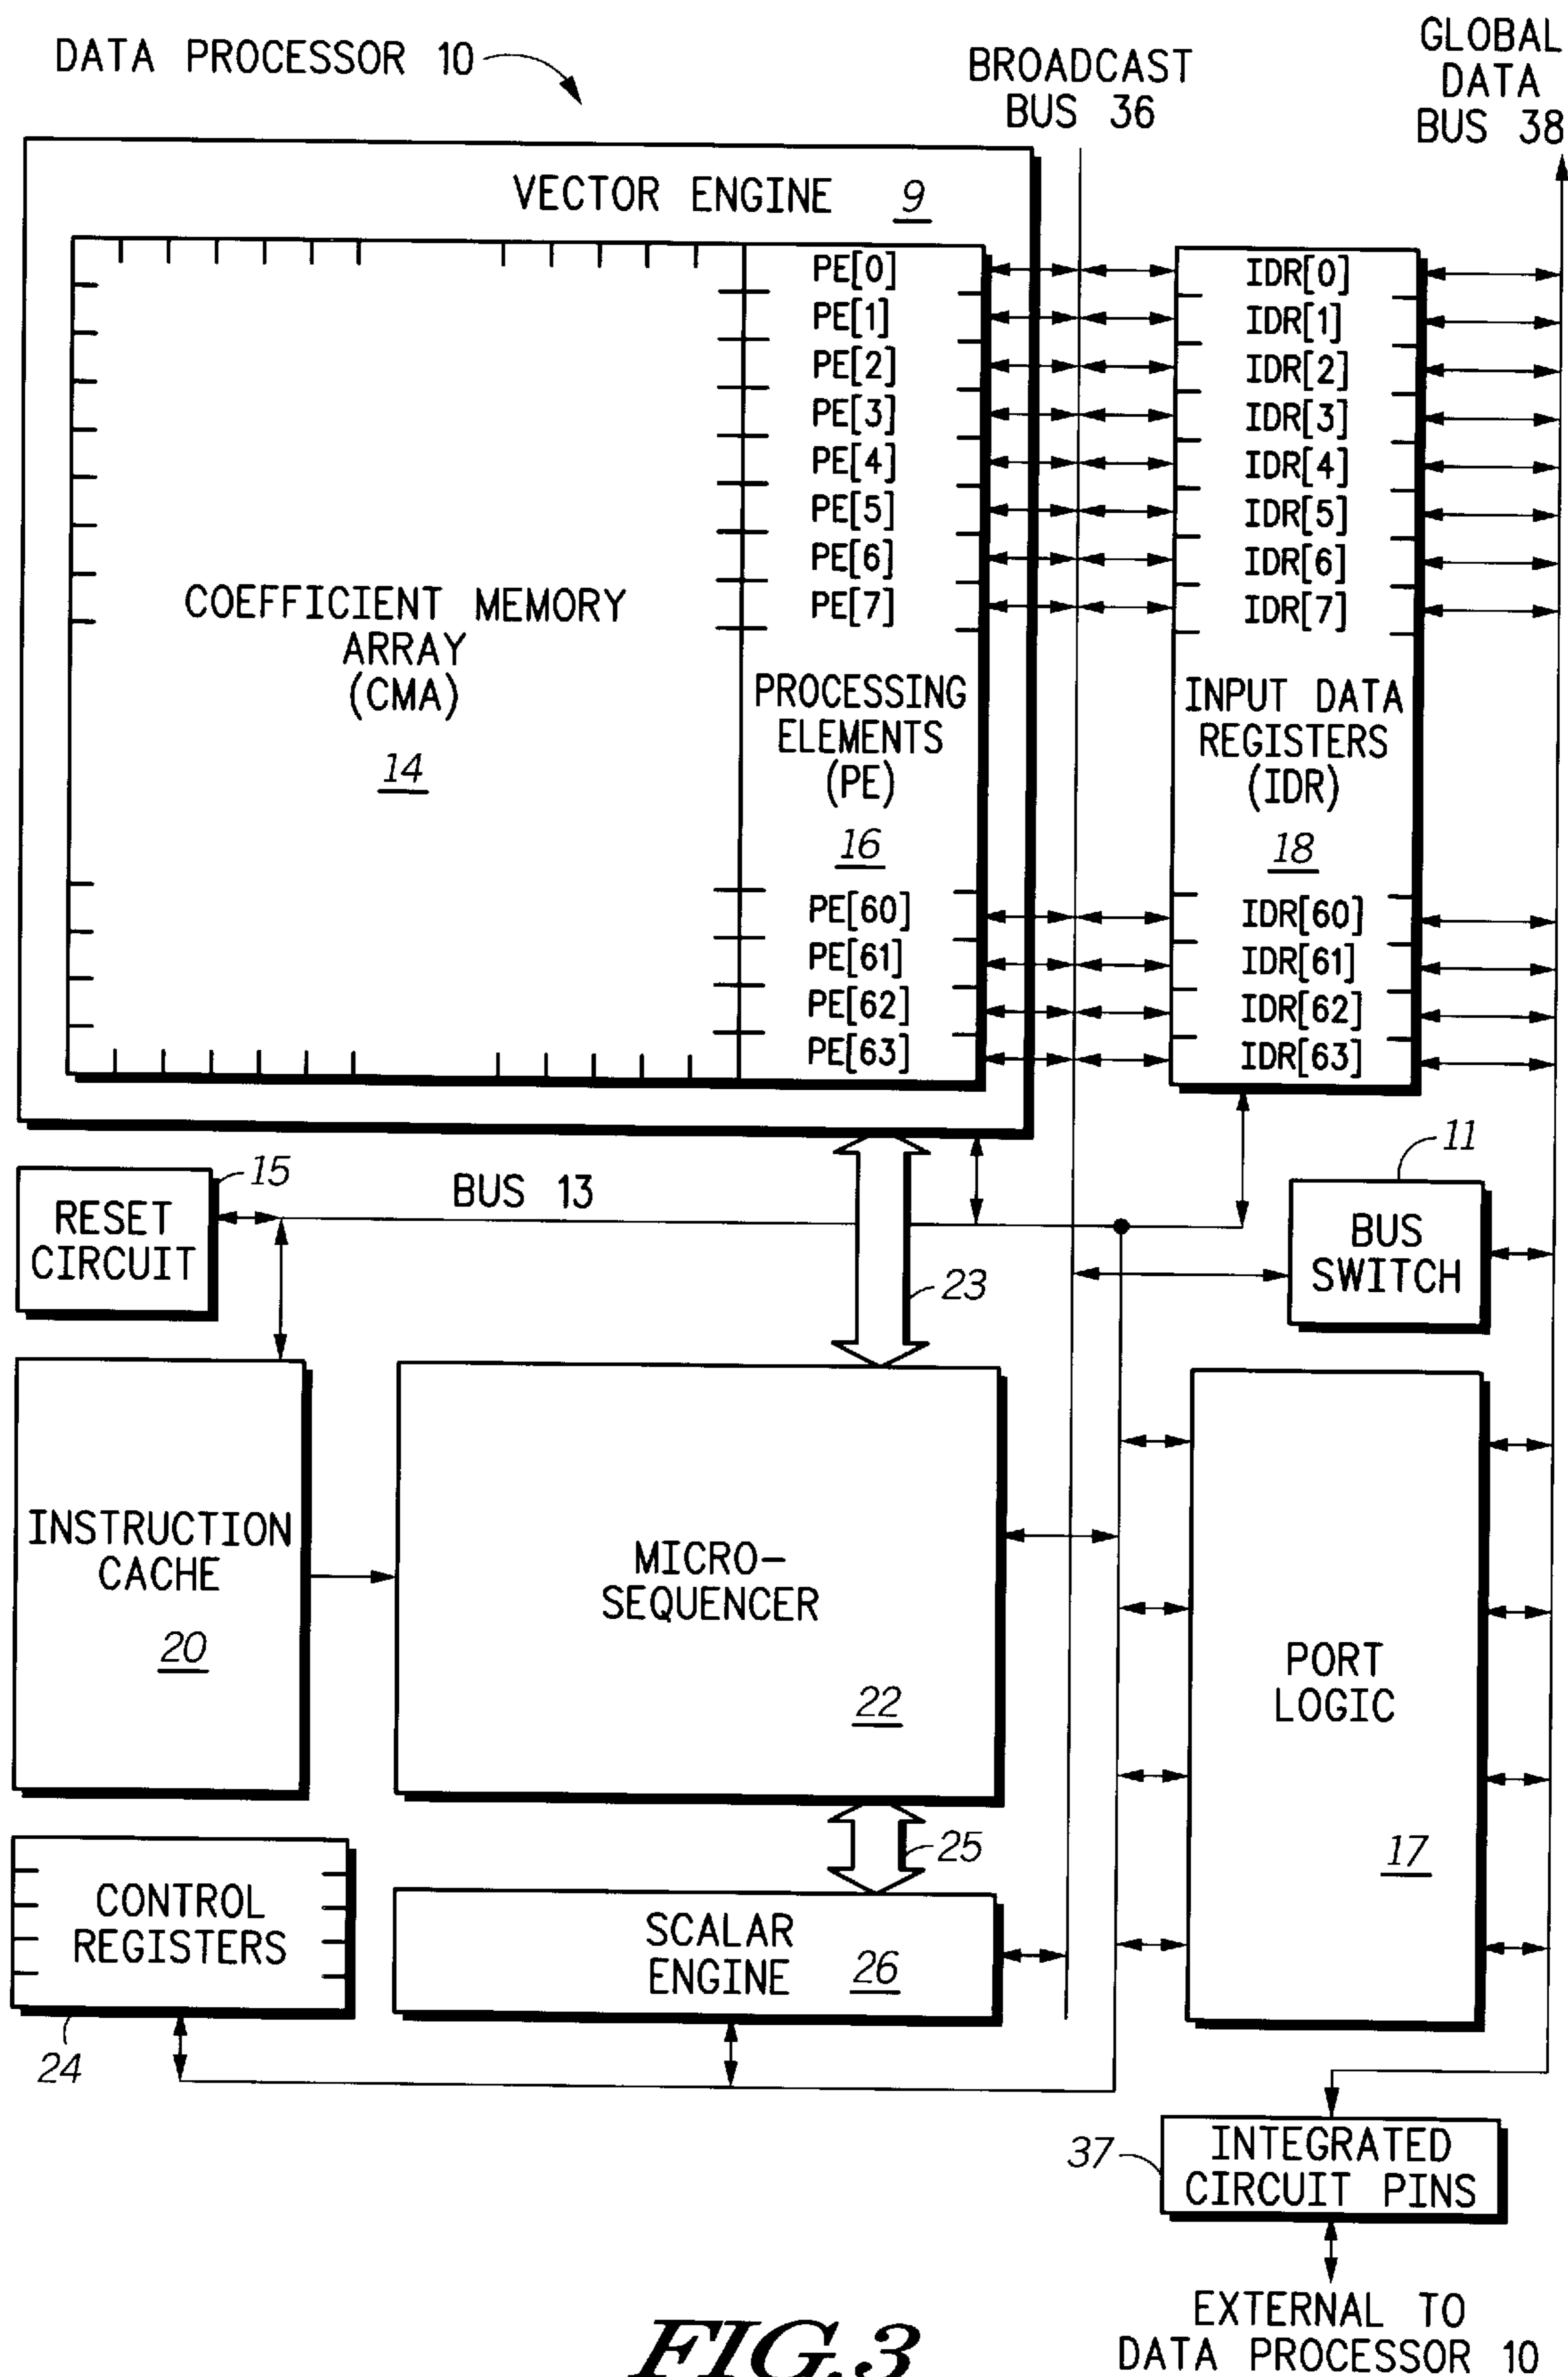 DATA PROCESSOR 10
BROADCAST
BUS 36
GLOBAL
DATA
BUS 38
VECTOR ENGINE 9
COEFFICIENT MEMORY
ARRAY
(CMA)
14
PE[0]
PE[1]
PE[2]
PE[3]
PE[4]
PE[5]
PE[6]
PE[7]
PROCESSING
ELEMENTS
(PE)
16
PE[60]
PE[61]
PE[62]
PE[63]
IDR[0]
IDR[1]
IDR[2]
IDR[3]
IDR[4]
IDR[5]
IDR[6]
IDR[7]
INPUT DATA
REGISTERS
(IDR)
18
IDR[60]
IDR[61]
IDR[62]
IDR[63]
RESET
CIRCUIT
15
BUS 13
23
11
BUS
SWITCH
INSTRUCTION
CACHE
20
MICRO-
SEQUENCER
22
PORT
LOGIC
17
25
CONTROL
REGISTERS
24
SCALAR
ENGINE 26
37
INTEGRATED
CIRCUIT PINS
EXTERNAL TO
DATA PROCESSOR 10
FIG.3